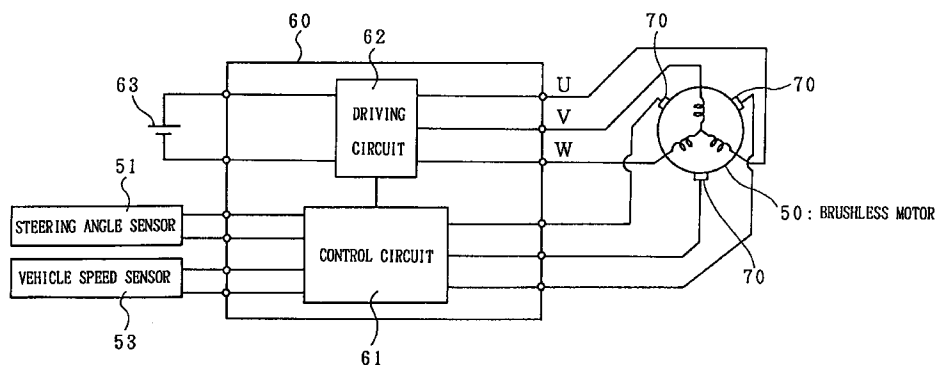 60
62
70
63
U
70
DRIVING
CIRCUIT
V
51
W
STEERING ANGLE SENSOR
50: BRUSHLESS MOTOR
CONTROL CIRCUIT
70
VEHICLE SPEED SENSOR
53
61